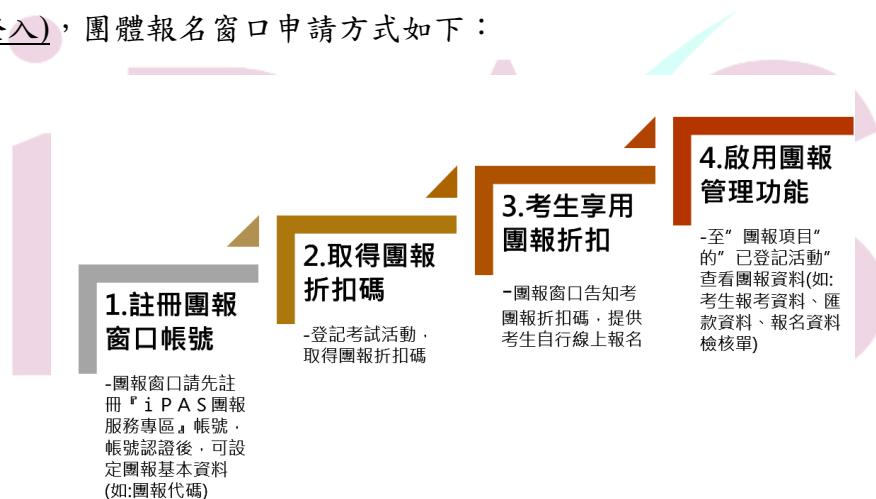 登入)，團體報名窗口申請方式如下：
1.註冊團報
窗口帳號
-團報窗口請先註
冊『ｉＰＡＳ團報
服務專區』帳號，
帳號認證後，可設
定團報基本資料
(如:團報代碼)
2.取得團報
折扣碼
-登記考試活動，
取得團報折扣碼
3.考生享用
團報折扣
-團報窗口告知考
團報折扣碼，提供
考生自行線上報名
4.啟用團報
管理功能
-至”團報項目”
的”已登記活動”
查看團報資料(如:
考生報考資料、匯
款資料、報名資料
檢核單)